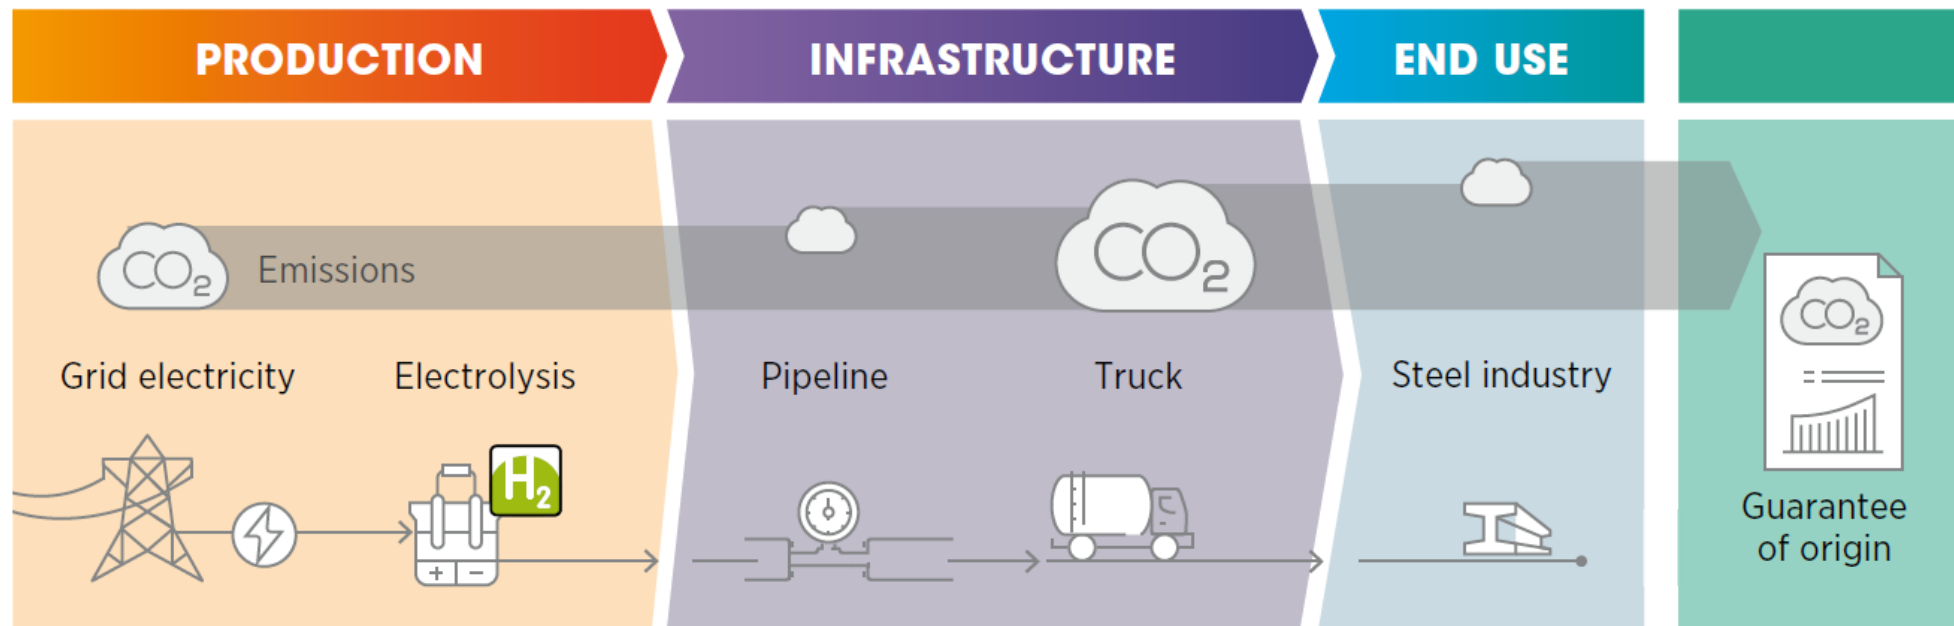 PRODUCTION
INFRASTRUCTURE
END USE
CO2
Emissions
CO2
CO2
Grid electricity
Electrolysis
Pipeline
Truck
Steel industry
H2
+ −
Guarantee
of origin